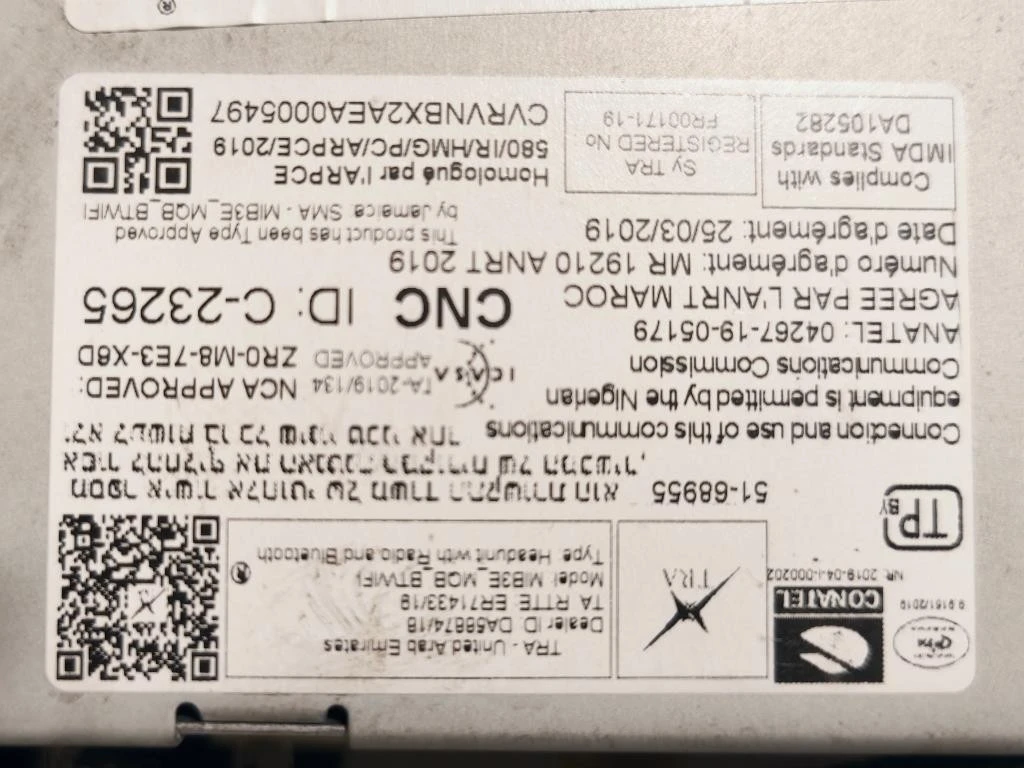 9.9161/2019
CONATEL
NR: 2019-04-I-000202
TRA
TRA - United Arab Emirates
Dealer ID: DA56874/18
TA RTTE: ER71433/19
Model: MIB3E_MQB_BTWIFI
Type: Headunit with Radio and Bluetooth
®
TP
BY
51-68955 מספר אישור אלחוטי של משרד התקשורת הוא
אסור להחליף את האנטנה המקורית של המכשיר,
ולא לעשות בו כל שינוי טכני אחר
Connection and use of this communications
equipment is permitted by the Nigerian
Communications Commission
I C A S A
TA-2019/134
APPROVED
NCA APPROVED:
ZR0-M8-7E3-X6D
ANATEL: 04267-19-05179
AGREE PAR L'ANRT MAROC
Numéro d'agrément: MR 19210 ANRT 2019
Date d'agrément: 25/03/2019
CNC ID: C-23265
This product has been Type Approved
by Jamaica: SMA - MIB3E_MQB_BTWIFI
Complies with
IMDA Standards
DA105282
Sy TRA
REGISTERED No
FR00171-19
Homologué par l'ARPCE
580/IR/HMG/PC/ARPCE/2019
CVRVNBX2AEA0005497
®